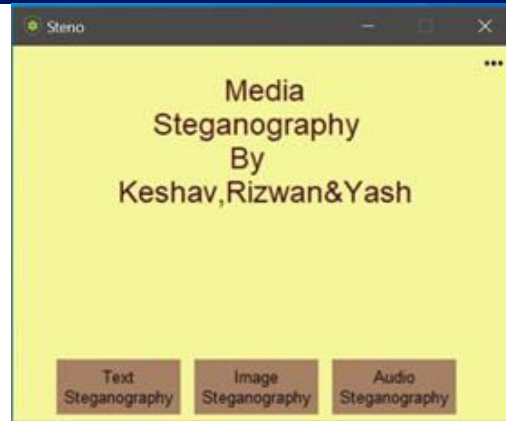 Steno
Media
Steganography
By
Keshav,Rizwan&Yash
Text
Steganography
Image
Steganography
Audio
Steganography